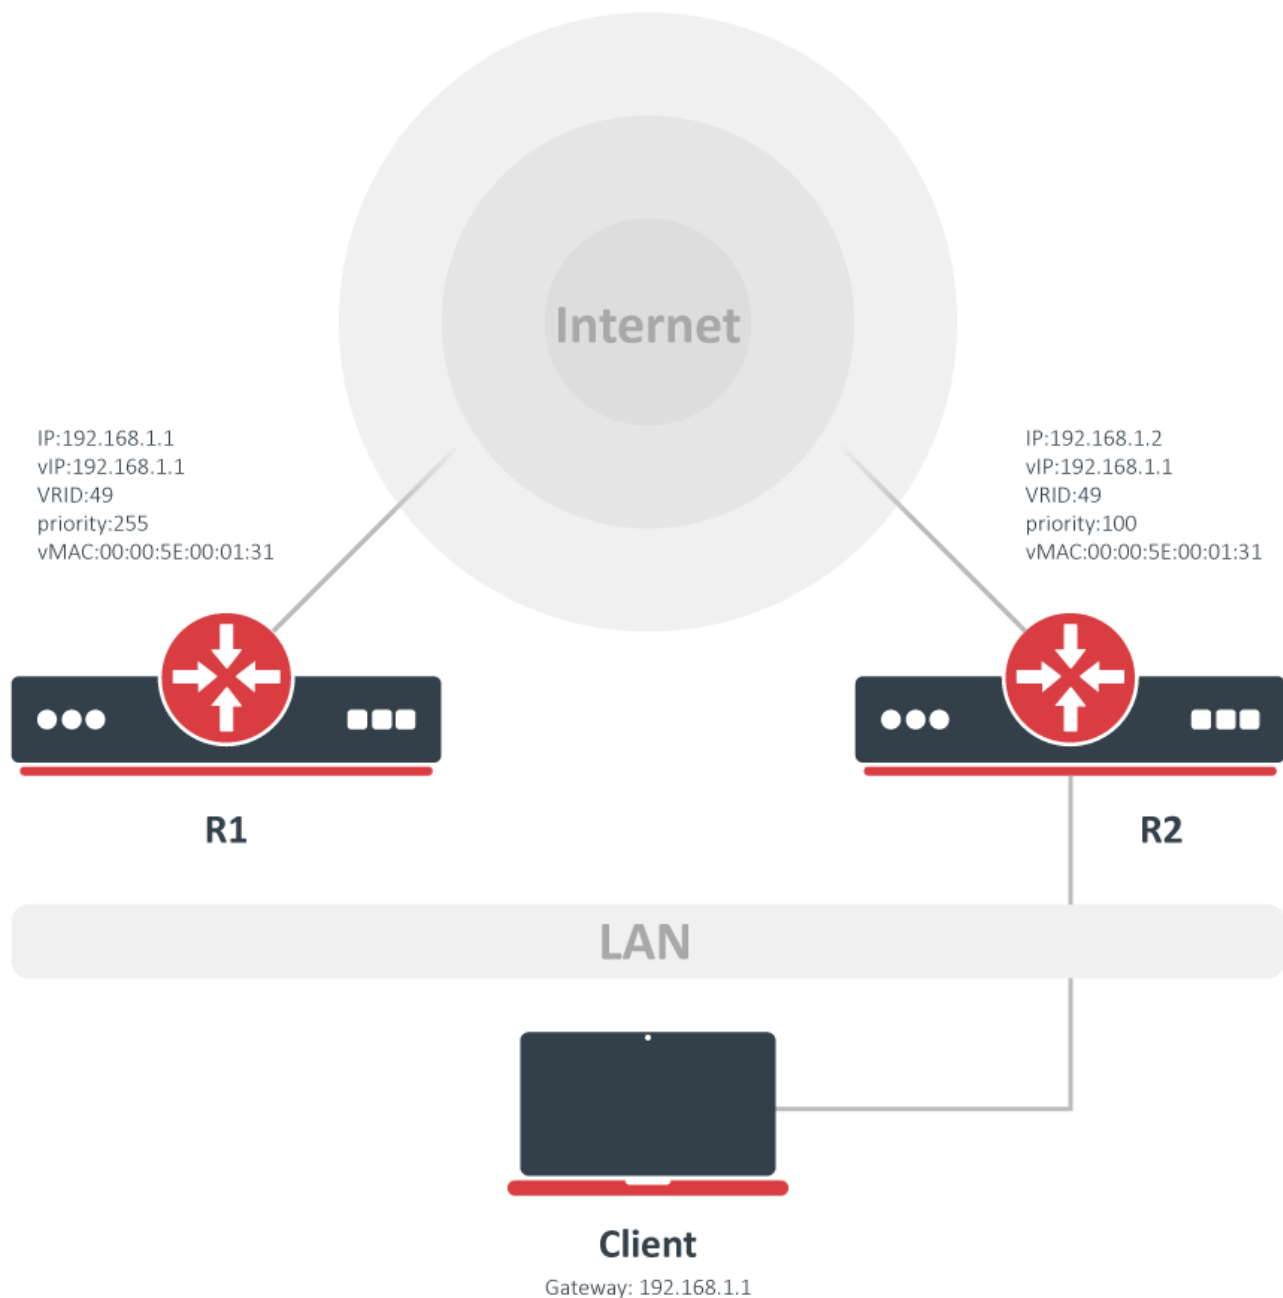 Internet
IP:192.168.1.1
vIP:192.168.1.1
VRID:49
priority:255
vMAC:00:00:5E:00:01:31
IP:192.168.1.2
vIP:192.168.1.1
VRID:49
priority:100
vMAC:00:00:5E:00:01:31
R1
R2
LAN
Client
Gateway: 192.168.1.1